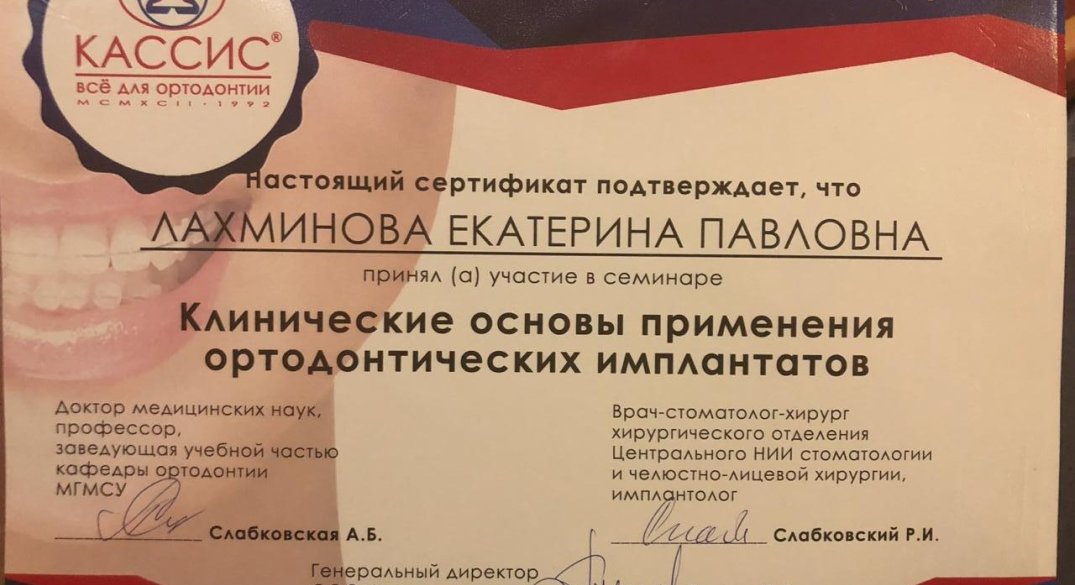 КАССИС®
ВСЁ ДЛЯ ОРТОДОНТИИ
MCMXCII·1992
Настоящий сертификат подтверждает, что
ЛАХМИНОВА ЕКАТЕРИНА ПАВЛОВНА
принял (а) участие в семинаре
Клинические основы применения
ортодонтических имплантатов
Доктор медицинских наук,
профессор,
заведующая учебной частью
кафедры ортодонтии
МГМСУ
Слабковская А.Б.
Врач-стоматолог-хирург
хирургического отделения
Центрального НИИ стоматологии
и челюстно-лицевой хирургии,
имплантолог
Слабковский Р.И.
Генеральный директор